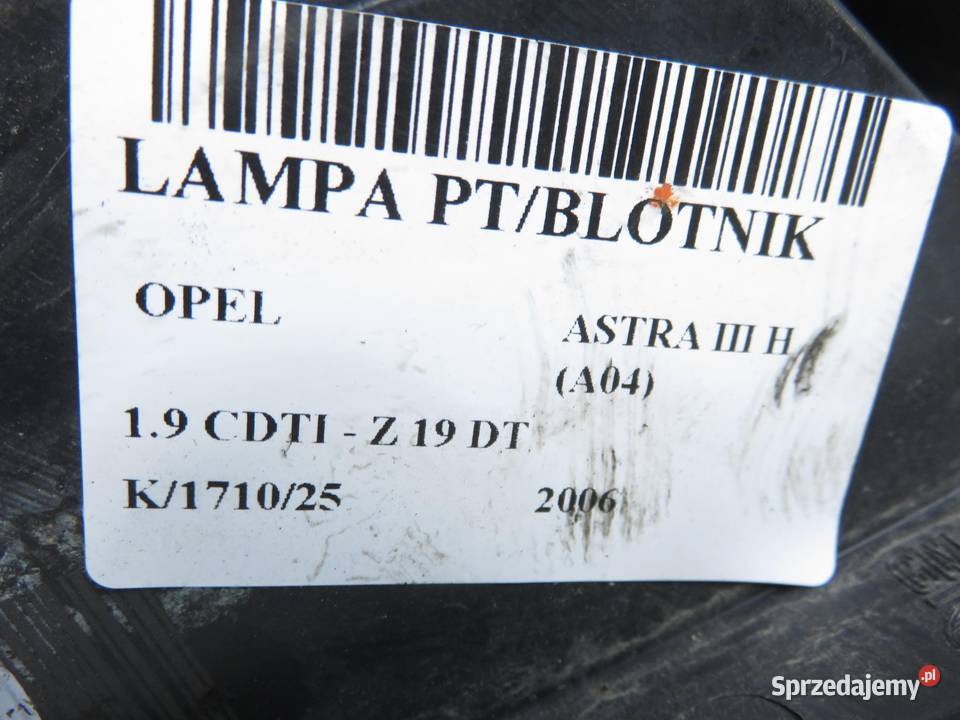 LAMPA PT/BLOTNIK
OPEL
ASTRA III H
(A04)
1.9 CDTI - Z 19 DT
K/1710/25
2006
Sprzedajemy.pl